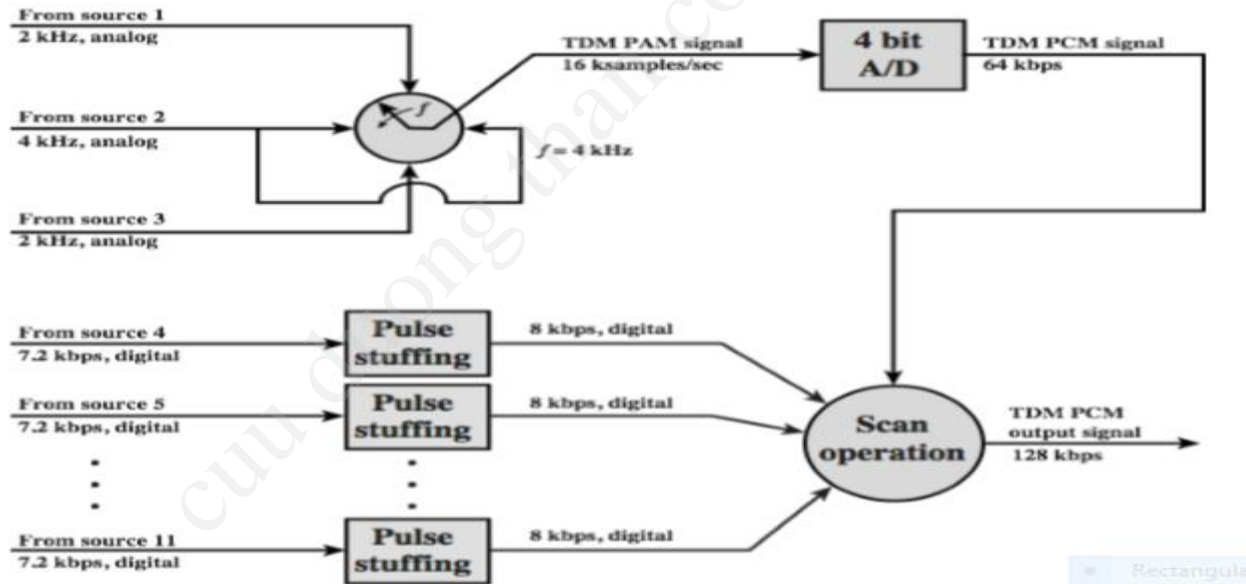 From source 1
2 kHz, analog
TDM PAM signal
16 ksamples/sec
4 bit
A/D
TDM PCM signal
64 kbps
f
From source 2
4 kHz, analog
f = 4 kHz
From source 3
2 kHz, analog
From source 4
7.2 kbps, digital
Pulse
stuffing
8 kbps, digital
From source 5
7.2 kbps, digital
Pulse
stuffing
8 kbps, digital
Scan
operation
TDM PCM
output signal
128 kbps
From source 11
7.2 kbps, digital
Pulse
stuffing
8 kbps, digital
cuu duong than co
Rectangula